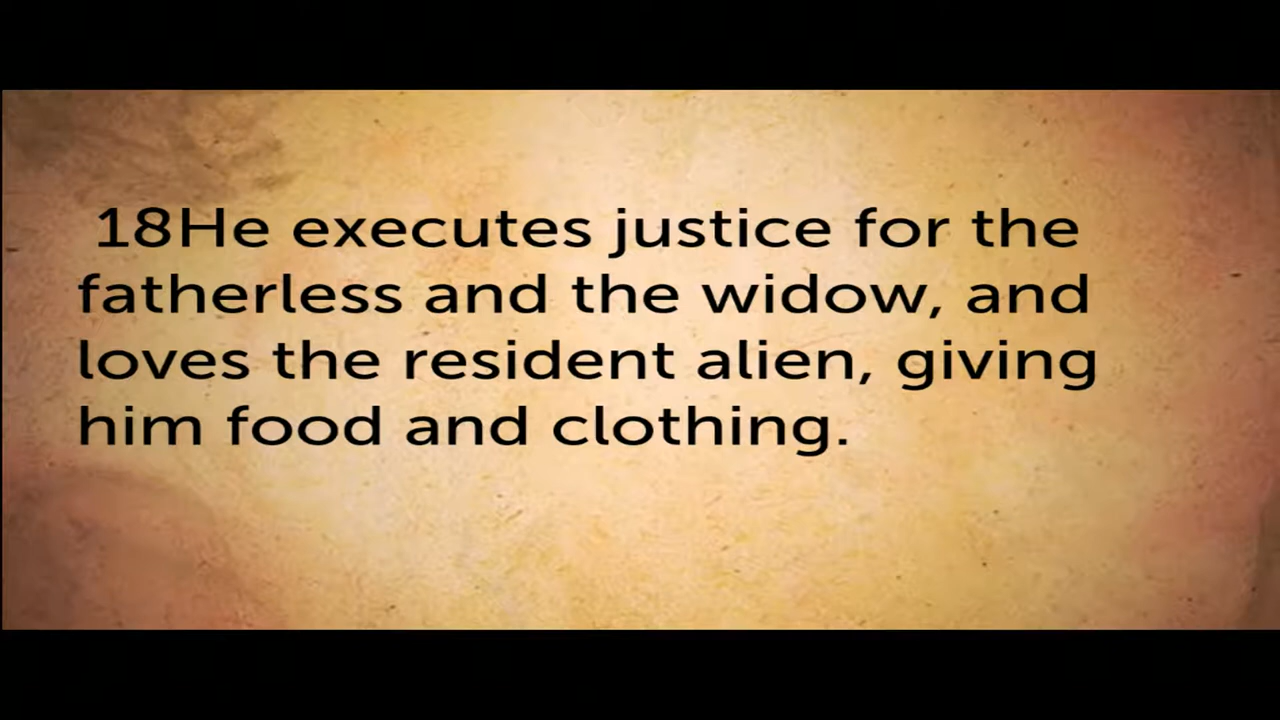 18He executes justice for the
fatherless and the widow, and
loves the resident alien, giving
him food and clothing.